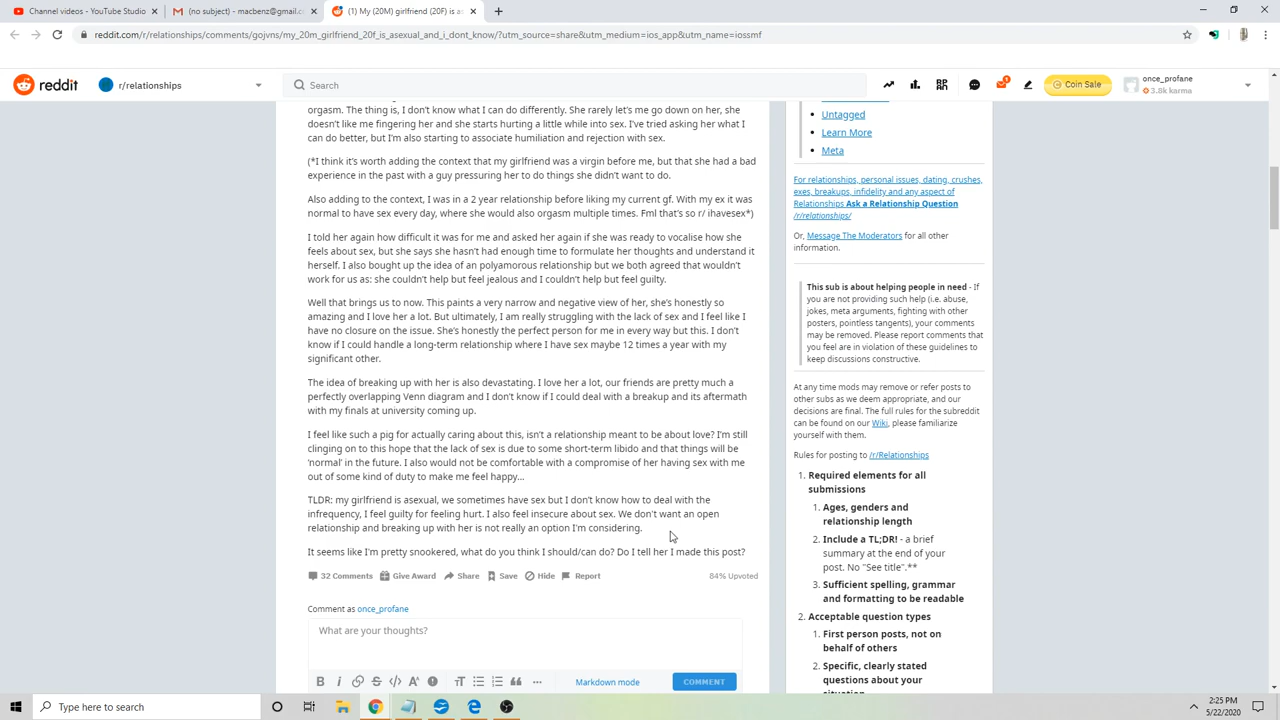 Channel videos - YouTube Studio
(no subject) - macbenz@gmail.co
(1) My (20M) girlfriend (20F) is as
reddit.com/r/relationships/comments/gojvns/my_20m_girlfriend_20f_is_asexual_and_i_dont_know/?utm_source=share&utm_medium=ios_app&utm_name=iossmf
reddit
r/relationships
Search
1
Coin Sale
once_profane
3.8k karma
orgasm. The thing is, I don't know what I can do differently. She rarely let's me go down on her, she
doesn't like me fingering her and she starts hurting a little while into sex. I've tried asking her what I
can do better, but I'm also starting to associate humiliation and rejection with sex.
(*I think it's worth adding the context that my girlfriend was a virgin before me, but that she had a bad
experience in the past with a guy pressuring her to do things she didn't want to do.
Also adding to the context, I was in a 2 year relationship before liking my current gf. With my ex it was
normal to have sex every day, where she would also orgasm multiple times. Fml that's so r/ ihavesex*)
I told her again how difficult it was for me and asked her again if she was ready to vocalise how she
feels about sex, but she says she hasn't had enough time to formulate her thoughts and understand it
herself. I also bought up the idea of an polyamorous relationship but we both agreed that wouldn't
work for us as: she couldn't help but feel jealous and I couldn't help but feel guilty.
Well that brings us to now. This paints a very narrow and negative view of her, she's honestly so
amazing and I love her a lot. But ultimately, I am really struggling with the lack of sex and I feel like I
have no closure on the issue. She's honestly the perfect person for me in every way but this. I don't
know if I could handle a long-term relationship where I have sex maybe 12 times a year with my
significant other.
The idea of breaking up with her is also devastating. I love her a lot, our friends are pretty much a
perfectly overlapping Venn diagram and I don't know if I could deal with a breakup and its aftermath
with my finals at university coming up.
I feel like such a pig for actually caring about this, isn't a relationship meant to be about love? I'm still
clinging on to this hope that the lack of sex is due to some short-term libido and that things will be
'normal' in the future. I also would not be comfortable with a compromise of her having sex with me
out of some kind of duty to make me feel happy...
TLDR: my girlfriend is asexual, we sometimes have sex but I don't know how to deal with the
infrequency, I feel guilty for feeling hurt. I also feel insecure about sex. We don't want an open
relationship and breaking up with her is not really an option I'm considering.
It seems like I'm pretty snookered, what do you think I should/can do? Do I tell her I made this post?
32 Comments Give Award Share Save Hide Report 84% Upvoted
Comment as once_profane
What are your thoughts?
Markdown mode
COMMENT
Untagged
Learn More
Meta
For relationships, personal issues, dating, crushes,
exes, breakups, infidelity and any aspect of
Relationships Ask a Relationship Question
/r/relationships/
Or, Message The Moderators for all other
information.
This sub is about helping people in need - If
you are not providing such help (i.e. abuse,
jokes, meta arguments, fighting with other
posters, pointless tangents), your comments
may be removed. Please report comments that
you feel are in violation of these guidelines to
keep discussions constructive.
At any time mods may remove or refer posts to
other subs as we deem appropriate, and our
decisions are final. The full rules for the subreddit
can be found on our Wiki, please familiarize
yourself with them.
Rules for posting to /r/Relationships
1. Required elements for all
submissions
1. Ages, genders and
relationship length
2. Include a TL;DR! - a brief
summary at the end of your
post. No "See title".**
3. Sufficient spelling, grammar
and formatting to be readable
2. Acceptable question types
1. First person posts, not on
behalf of others
2. Specific, clearly stated
questions about your
Type here to search
2:25 PM
5/22/2020